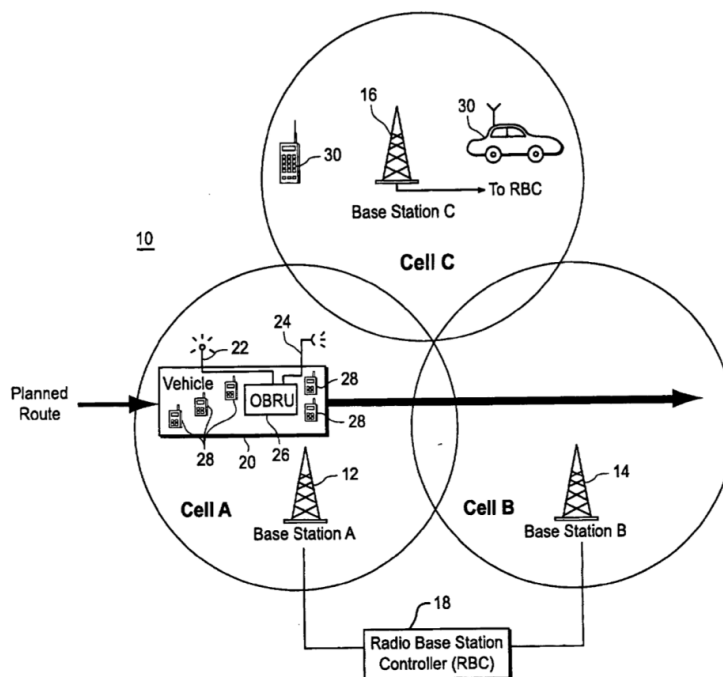 16
30
30
To RBC
Base Station C
10
Cell C
24
22
Planned
Route
Vehicle
28
OBRU
28
28
20
26
12
14
Cell A
Cell B
Base Station A
Base Station B
18
Radio Base Station
Controller (RBC)